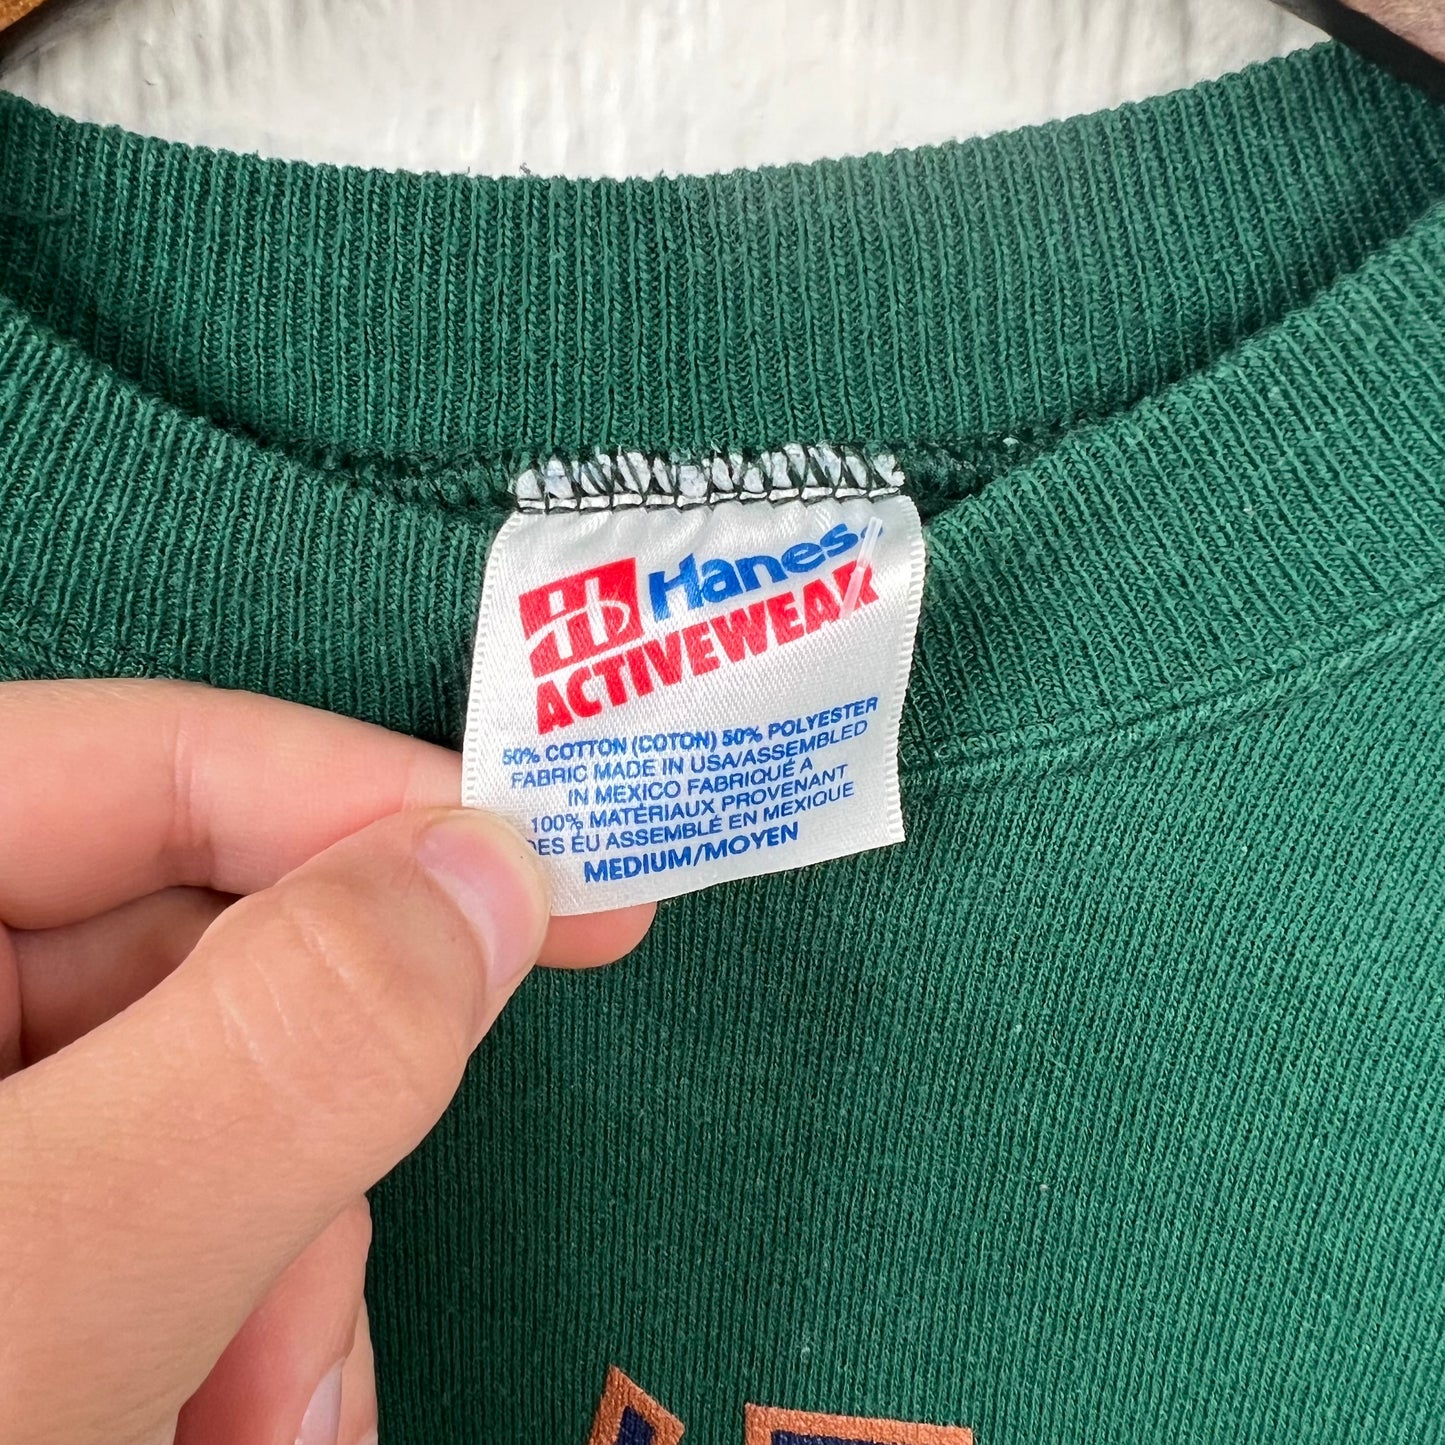 Hanes
ACTIVEWEAR
50% COTTON (COTON) 50% POLYESTER
FABRIC MADE IN USA/ASSEMBLED
IN MEXICO FABRIQUÉ À
100% MATÉRIAUX PROVENANT
DES ÉU ASSEMBLÉ EN MEXIQUE
MEDIUM/MOYEN